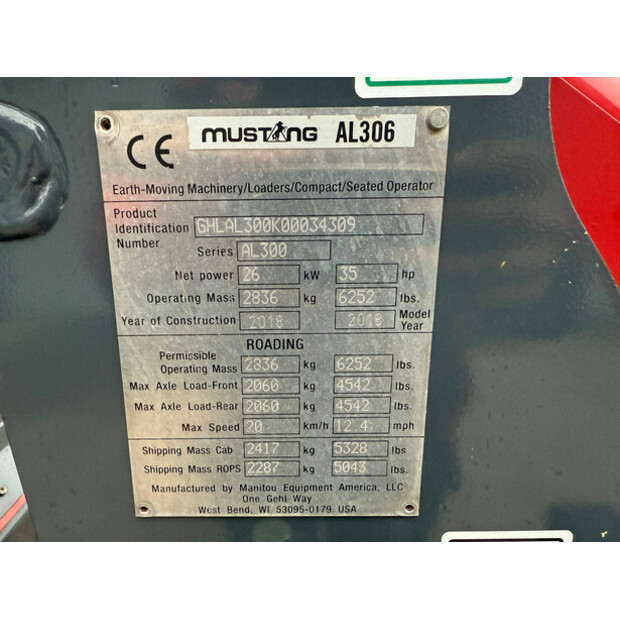 CE MUSTANG AL306
Earth-Moving Machinery/Loaders/Compact/Seated Operator
Product
Identification GHLAL300K00034309
Number
Series AL300
Net power 26 kW 35 hp
Operating Mass 2836 kg 6252 lbs.
Year of Construction 2018 2018 Model Year
ROADING
Permissible
Operating Mass 2836 kg 6252 lbs.
Max Axle Load-Front 2060 kg 4542 lbs.
Max Axle Load-Rear 2060 kg 4542 lbs.
Max Speed 20 km/h 12.4 mph
Shipping Mass Cab 2417 kg 5328 lbs
Shipping Mass ROPS 2287 kg 5043 lbs.
Manufactured by Manitou Equipment America, LLC
One Gehl Way
West Bend, WI 53095-0179 USA